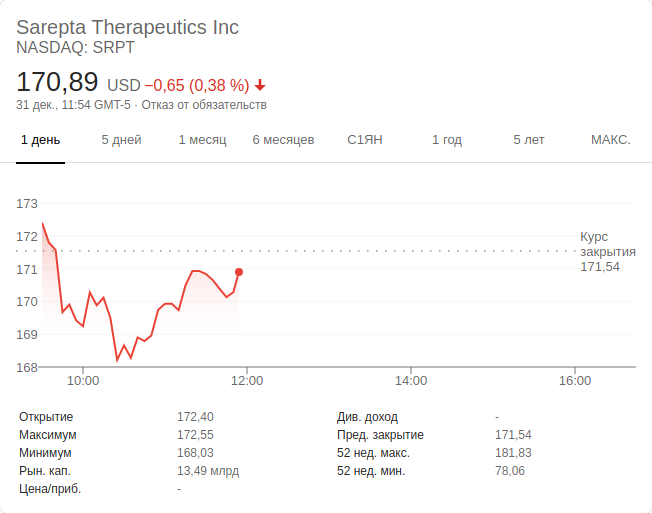 Sarepta Therapeutics Inc
NASDAQ: SRPT
170,89 USD −0,65 (0,38 %)
31 дек., 11:54 GMT-5 · Отказ от обязательств
1 день 5 дней 1 месяц 6 месяцев С1ЯН 1 год 5 лет МАКС.
173
172
171
170
169
168
Курс
закрытия
171,54
10:00 12:00 14:00 16:00
Открытие 172,40 Див. доход -
Максимум 172,55 Пред. закрытие 171,54
Минимум 168,03 52 нед. макс. 181,83
Рын. кап. 13,49 млрд 52 нед. мин. 78,06
Цена/приб. -